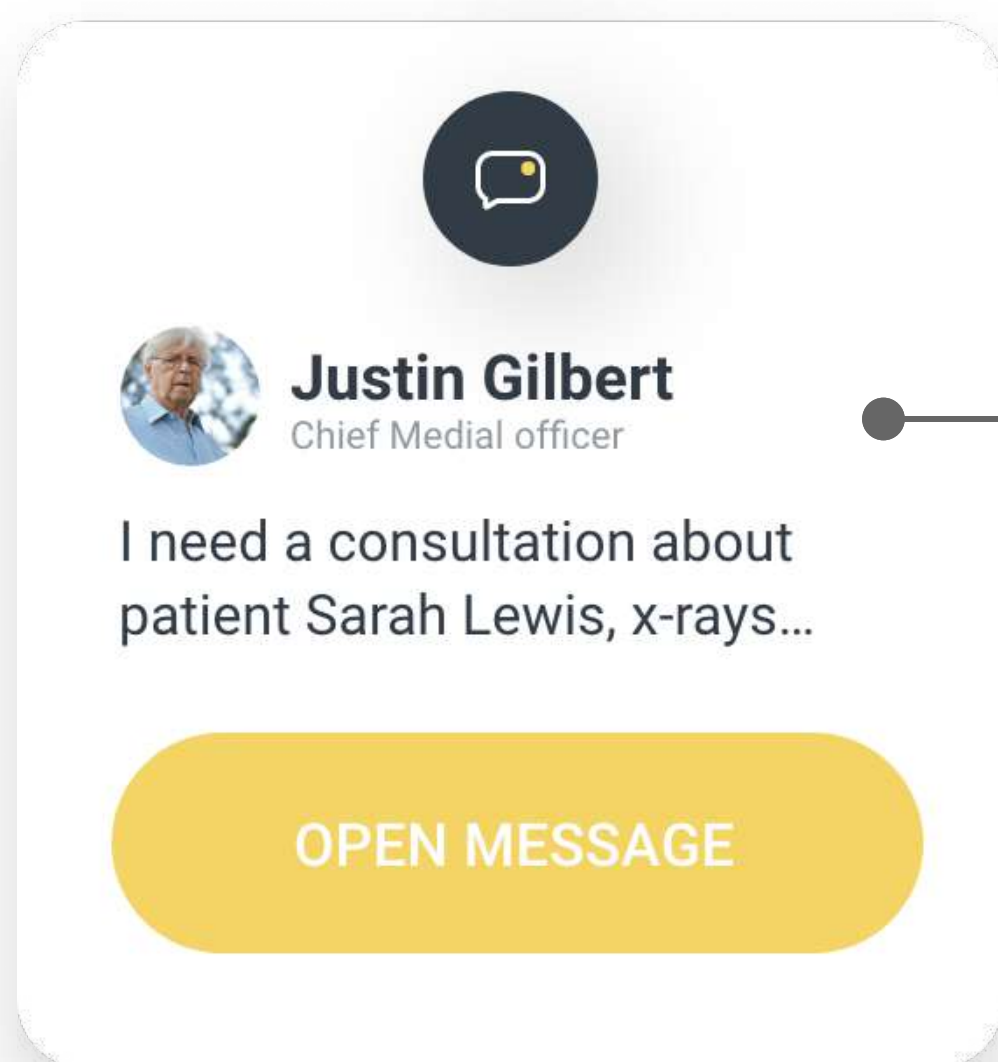 Justin Gilbert
Chief Medial officer
I need a consultation about
patient Sarah Lewis, x-rays...
OPEN MESSAGE